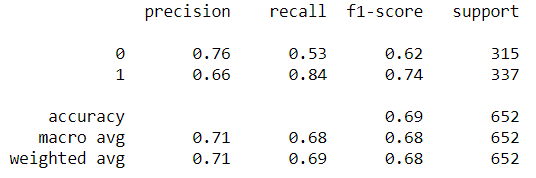 precision recall f1-score support
0 0.76 0.53 0.62 315
1 0.66 0.84 0.74 337
accuracy 0.69 652
macro avg 0.71 0.68 0.68 652
weighted avg 0.71 0.69 0.68 652